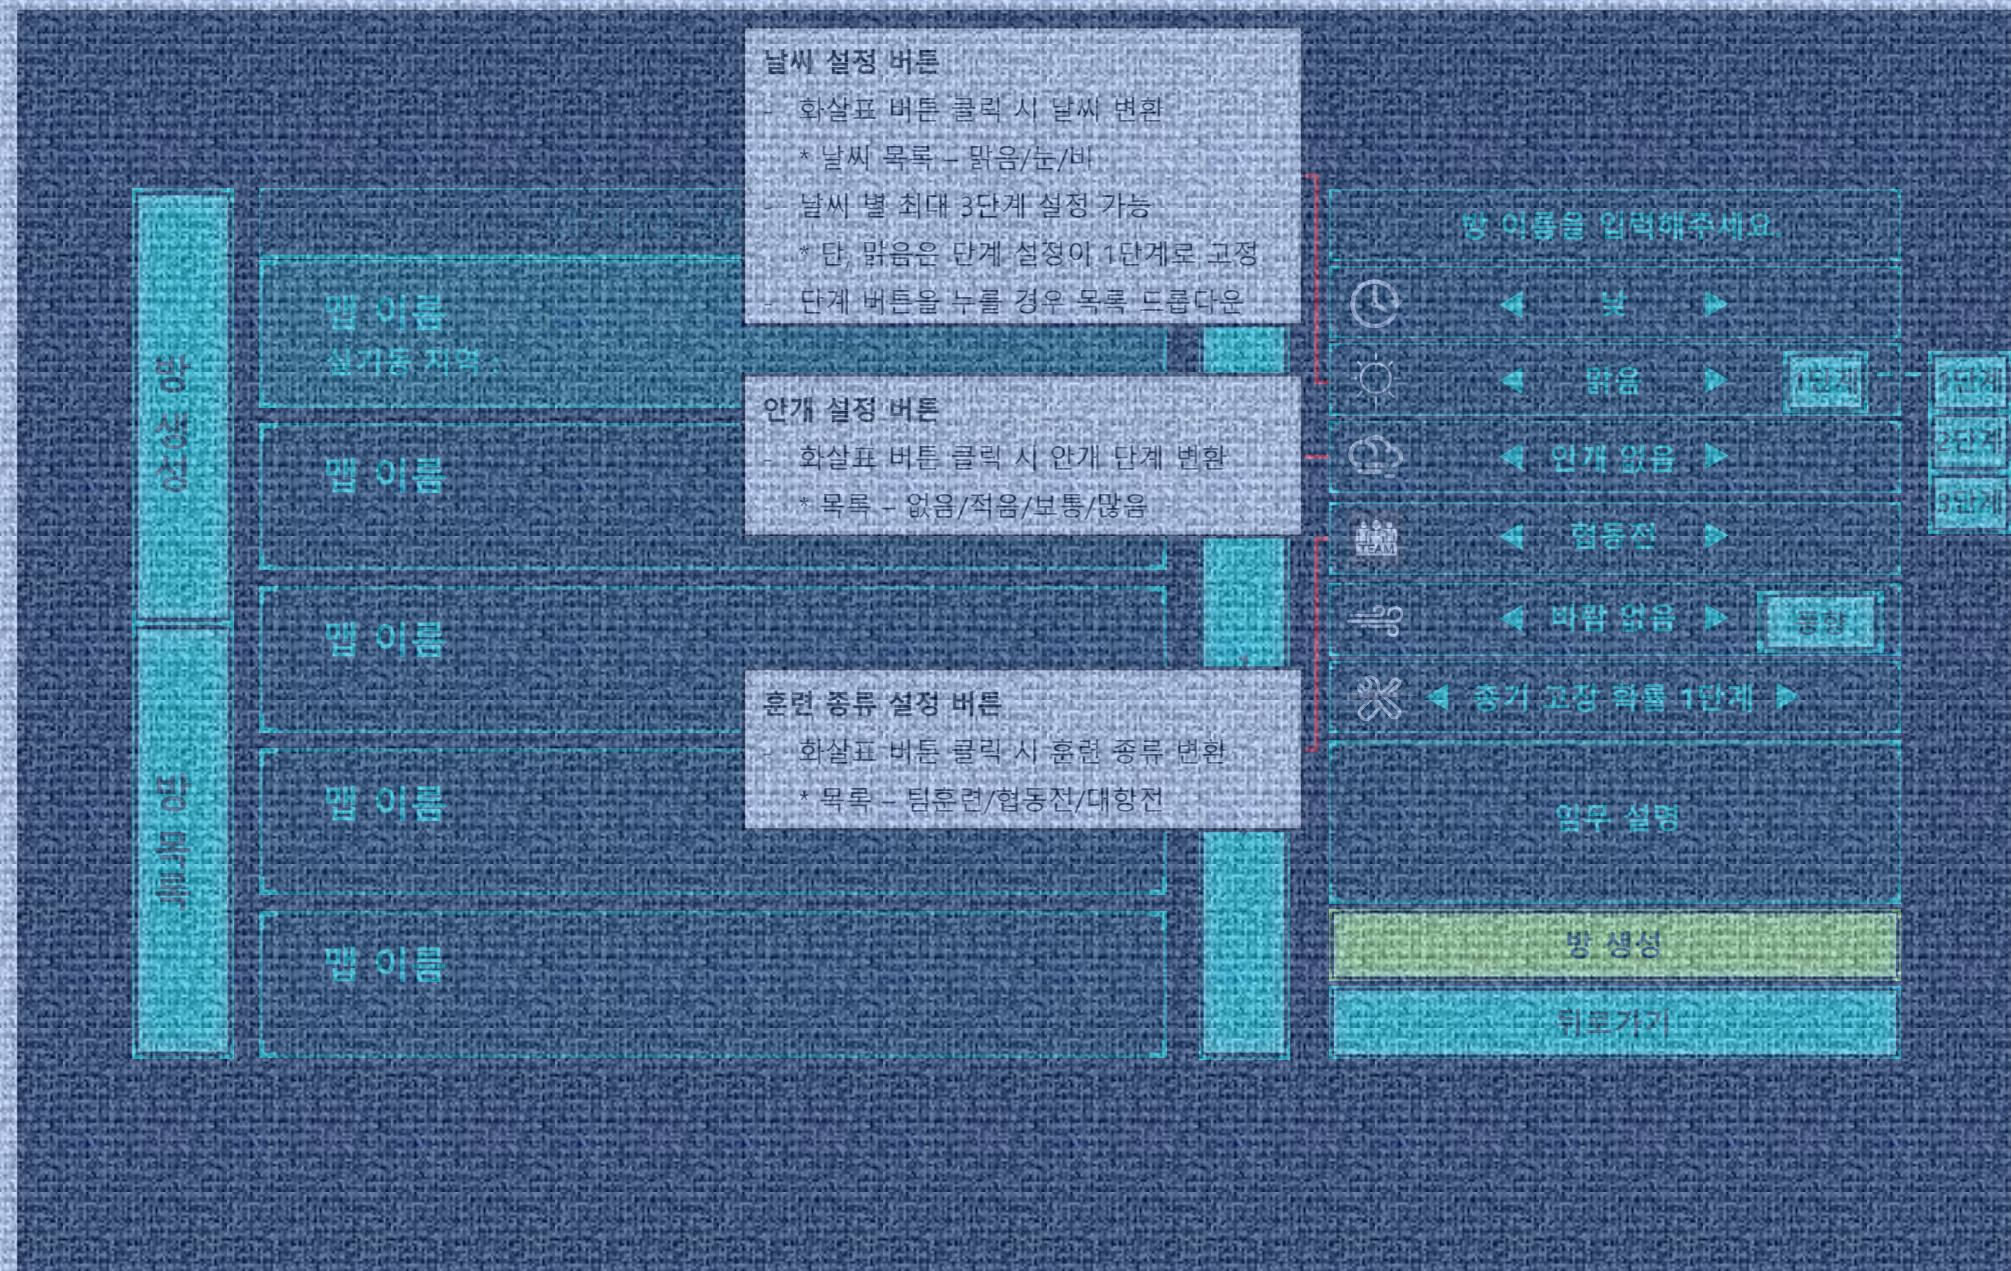 날씨 설정 버튼
- 화살표 버튼 클릭 시 날씨 변환
* 날씨 목록 – 맑음/눈/비
- 날씨 별 최대 3단계 설정 가능
* 단, 맑음은 단계 설정이 1단계로 고정
- 단계 버튼을 누를 경우 목록 드롭다운
안개 설정 버튼
- 화살표 버튼 클릭 시 안개 단계 변환
* 목록 – 없음/적음/보통/많음
훈련 종류 설정 버튼
- 화살표 버튼 클릭 시 훈련 종류 변환
* 목록 – 팀훈련/협동전/대항전
방 생성
방 목록
맵 이름
실기동 지역
맵 이름
맵 이름
맵 이름
맵 이름
방 이름을 입력해주세요.
낮
맑음
1단계
1단계
2단계
3단계
안개 없음
TEAM
협동전
바람 없음
동향
총기 고장 확률 1단계
임무 설명
방 생성
뒤로가기